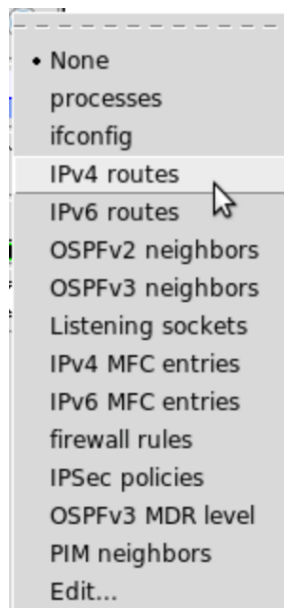 None
processes
ifconfig
IPv4 routes
IPv6 routes
OSPFv2 neighbors
OSPFv3 neighbors
Listening sockets
IPv4 MFC entries
IPv6 MFC entries
firewall rules
IPSec policies
OSPFv3 MDR level
PIM neighbors
Edit...